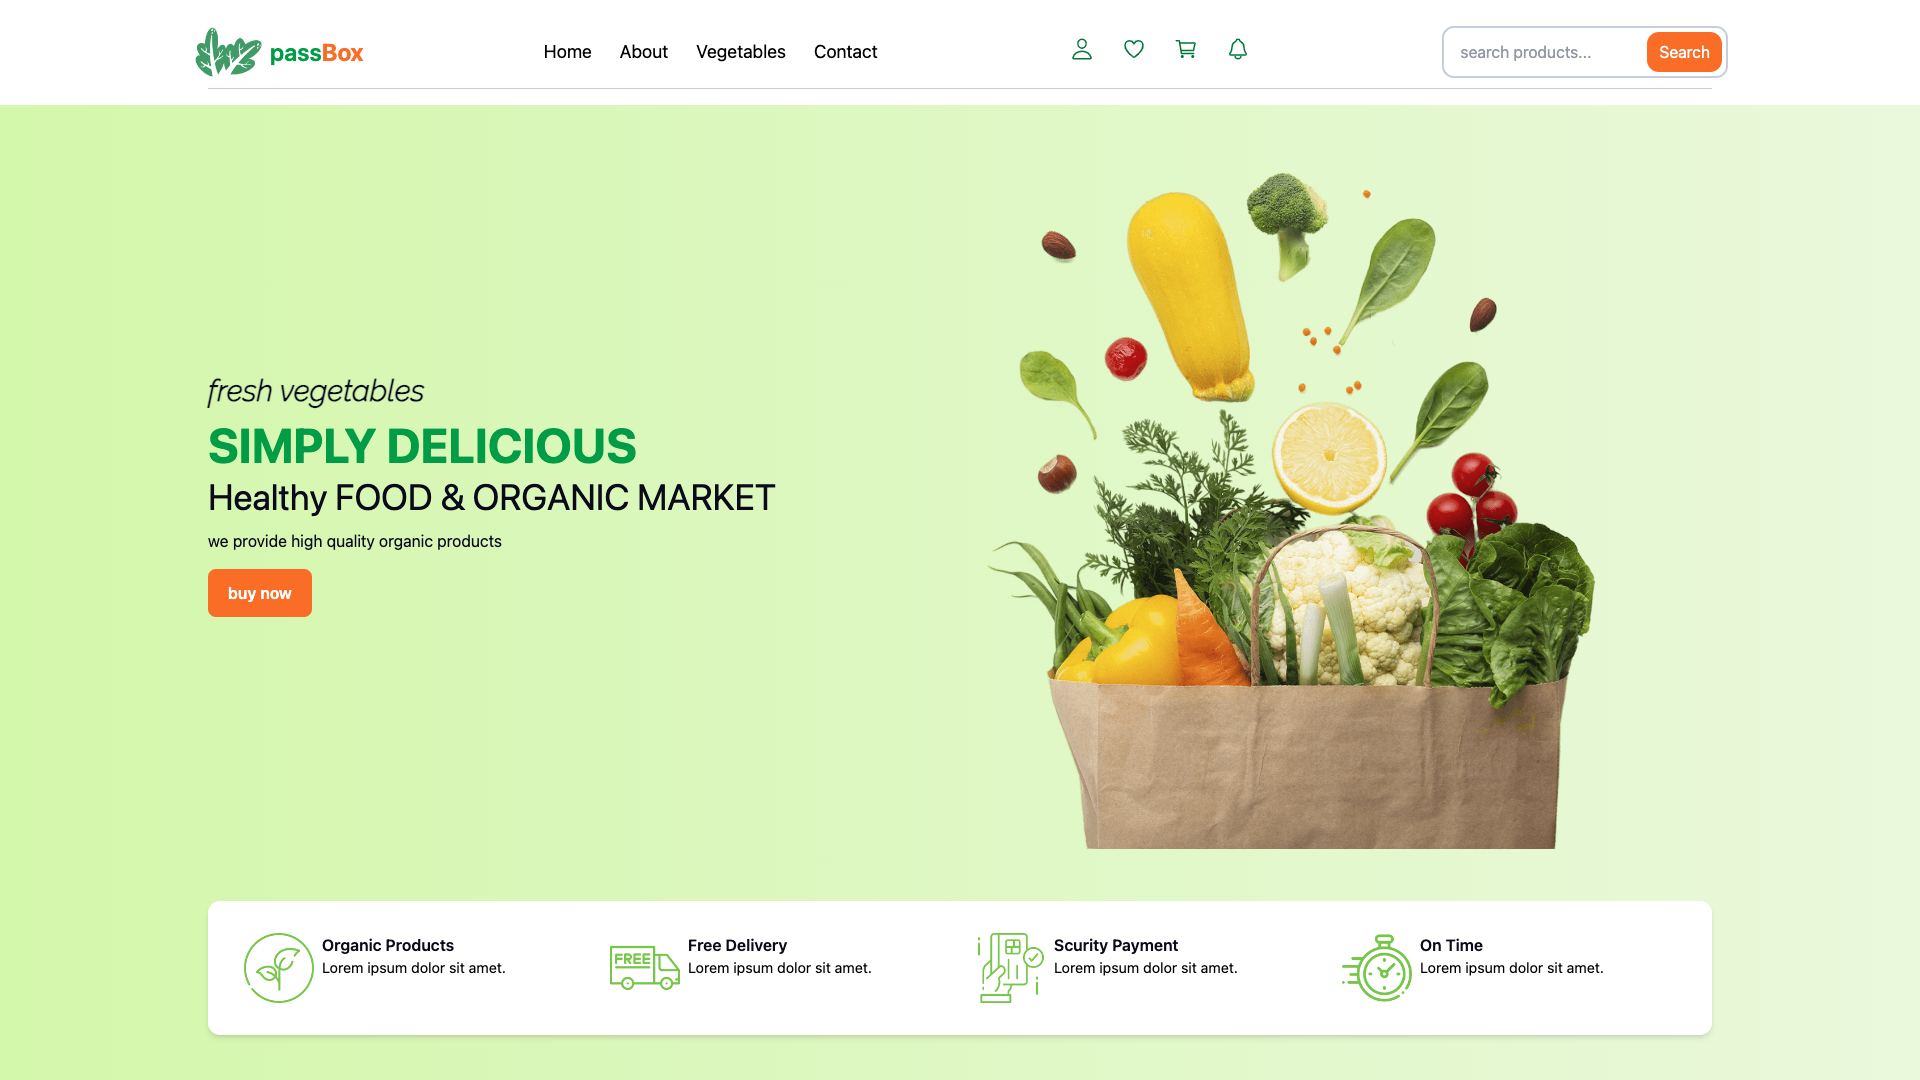 passBox
Home
About
Vegetables
Contact
search products...
Search
fresh vegetables
SIMPLY DELICIOUS
Healthy FOOD & ORGANIC MARKET
we provide high quality organic products
buy now
Organic Products
Lorem ipsum dolor sit amet.
FREE
Free Delivery
Lorem ipsum dolor sit amet.
Scurity Payment
Lorem ipsum dolor sit amet.
On Time
Lorem ipsum dolor sit amet.